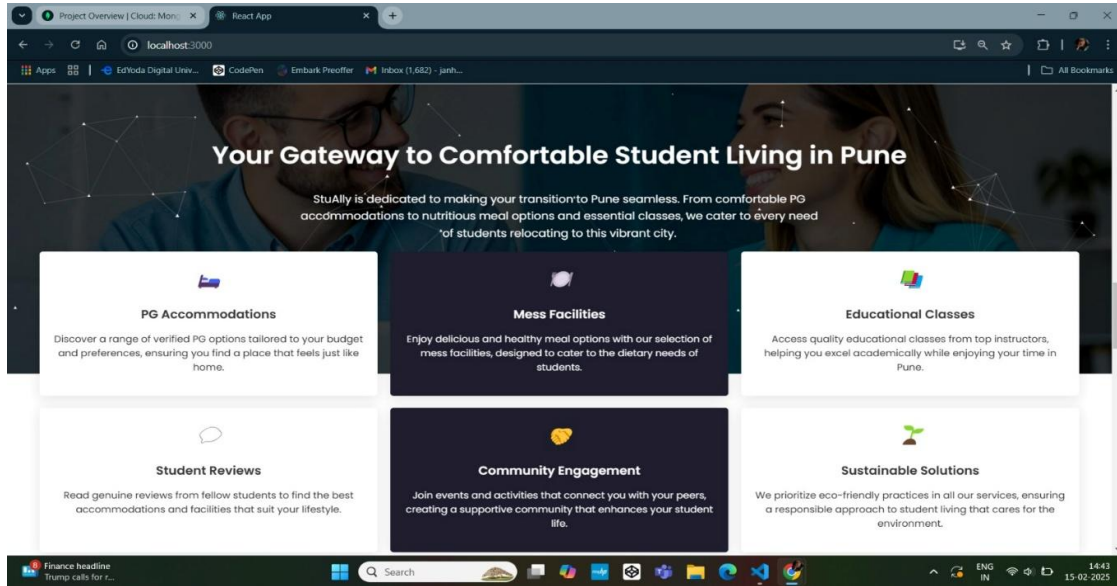 Project Overview | Cloud: Mong
React App
localhost:3000
Apps
EdYoda Digital Univ...
CodePen
Embark Preoffer
Inbox (1,682) - janh...
All Bookmarks
Your Gateway to Comfortable Student Living in Pune
StuAlly is dedicated to making your transition to Pune seamless. From comfortable PG
accommodations to nutritious meal options and essential classes, we cater to every need
of students relocating to this vibrant city.
PG Accommodations
Discover a range of verified PG options tailored to your budget
and preferences, ensuring you find a place that feels just like
home.
Mess Facilities
Enjoy delicious and healthy meal options with our selection of
mess facilities, designed to cater to the dietary needs of
students.
Educational Classes
Access quality educational classes from top instructors,
helping you excel academically while enjoying your time in
Pune.
Student Reviews
Read genuine reviews from fellow students to find the best
accommodations and facilities that suit your lifestyle.
Community Engagement
Join events and activities that connect you with your peers,
creating a supportive community that enhances your student
life.
Sustainable Solutions
We prioritize eco-friendly practices in all our services, ensuring
a responsible approach to student living that cares for the
environment.
8
Finance headline
Trump calls for r...
Search
ENG
IN
14:43
15-02-2025